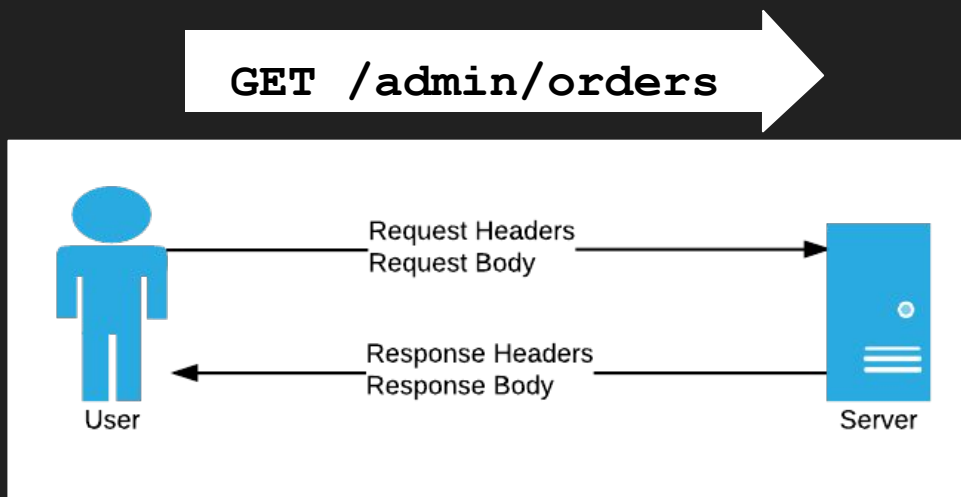 GET /admin/orders
Request Headers
Request Body
Response Headers
Response Body
User
Server